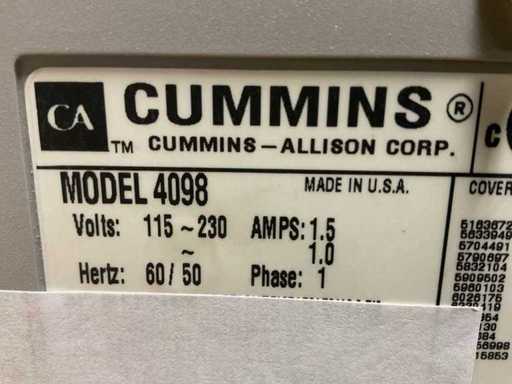 CA
TM
CUMMINS ®
CUMMINS–ALLISON CORP.
MODEL 4098
MADE IN U.S.A.
Volts: 115 ~ 230 AMPS: 1.5
~ 1.0
Hertz: 60 / 50 Phase: 1
C
COVER
5163672
5633949
5704491
5790697
5832104
5909502
5960103
6026175